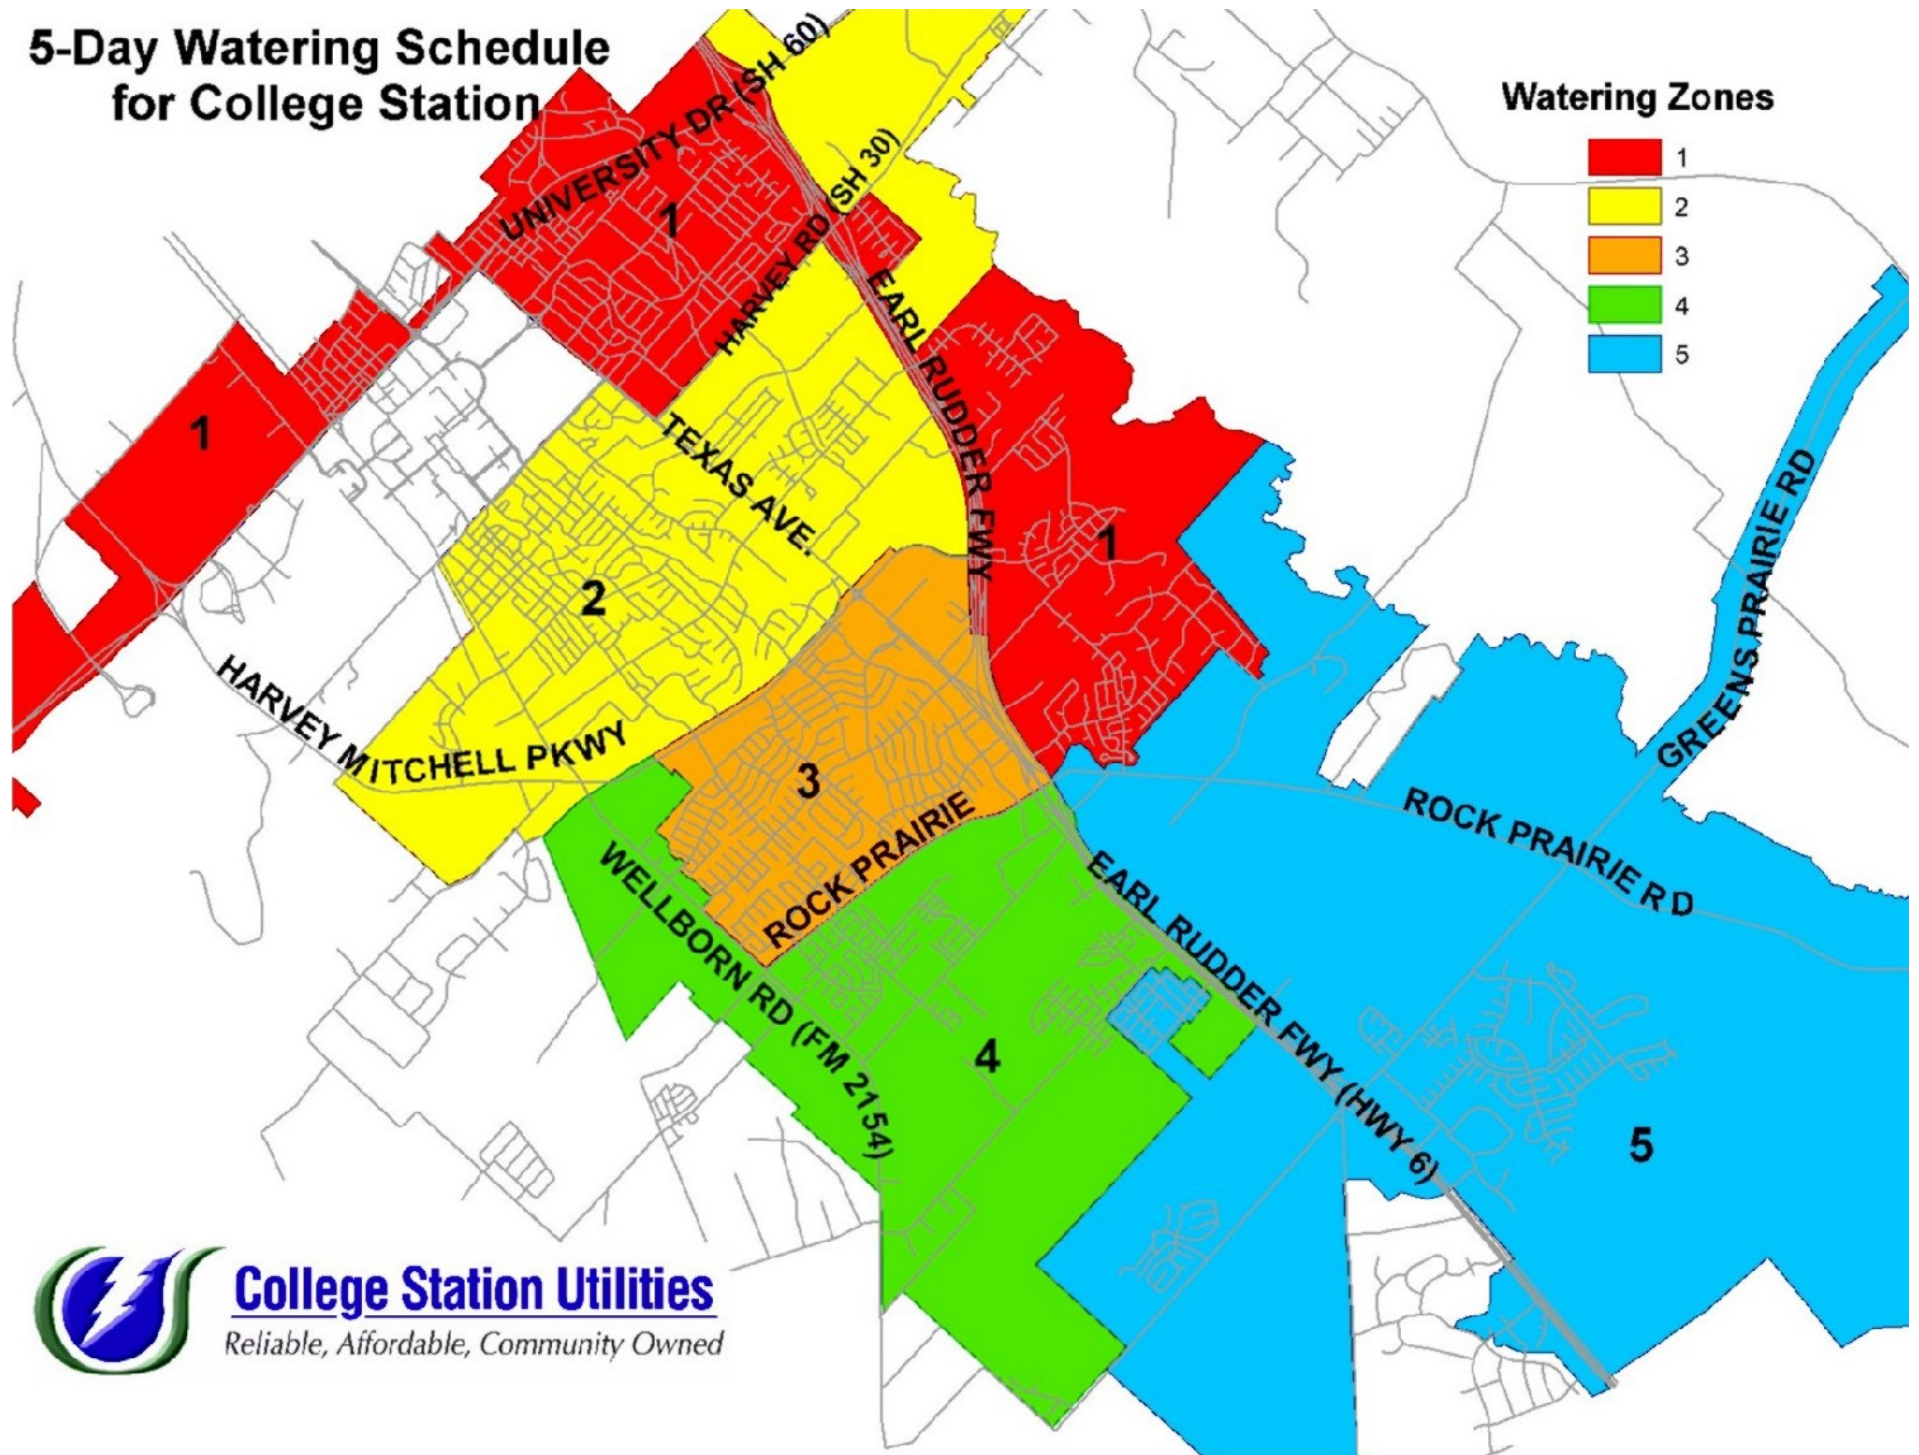 5-Day Watering Schedule
for College Station
Watering Zones
1
2
3
4
5
UNIVERSITY DR (SH 60)
HARVEY RD (SH 30)
1
EARL RUDDER FWY
1
TEXAS AVE.
1
2
HARVEY MITCHELL PKWY
3
ROCK PRAIRIE
GREENS PRAIRIE RD
ROCK PRAIRIE RD
WELLBORN RD (FM 2154)
EARL RUDDER FWY (HWY 6)
4
5
College Station Utilities
Reliable, Affordable, Community Owned